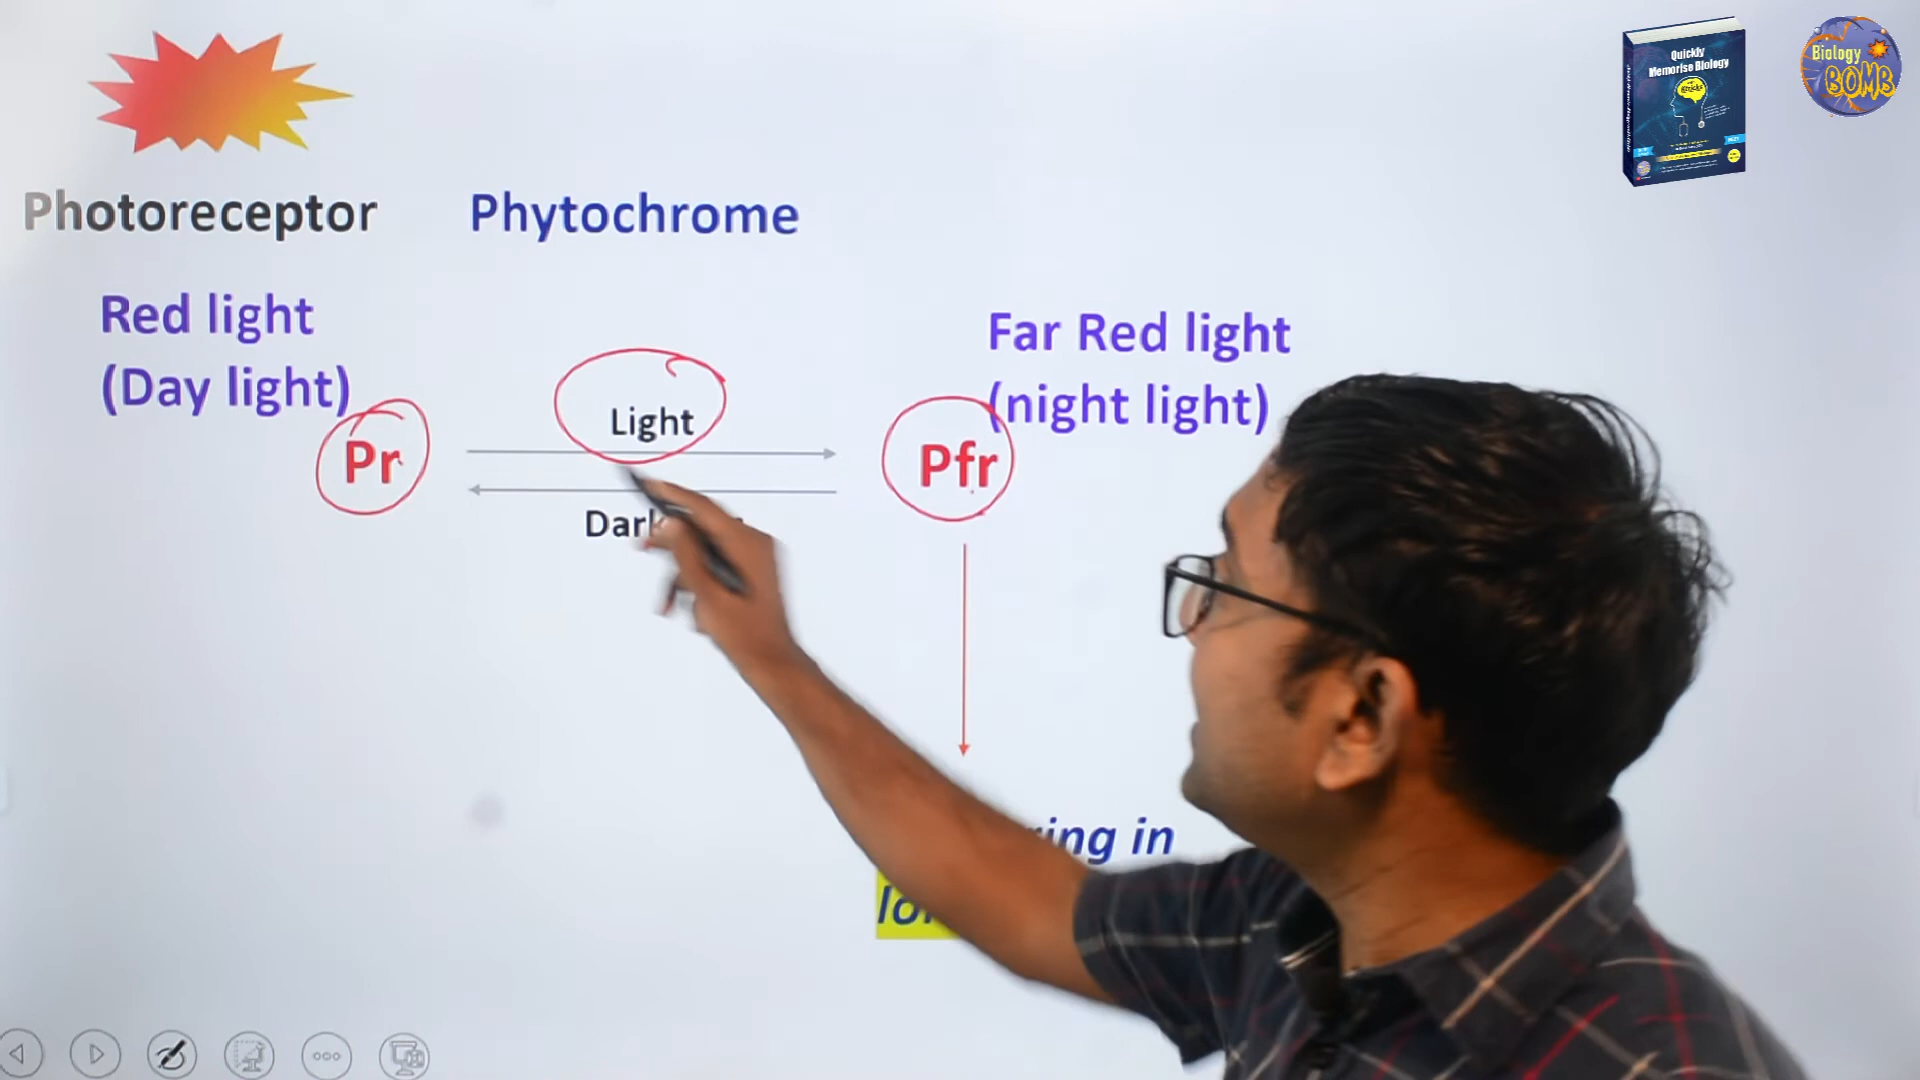 Quickly
Memorise Biology
Biology
BOMB
Photoreceptor
Phytochrome
Red light
(Day light)
Far Red light
(night light)
Light
Pr
Pfr
in